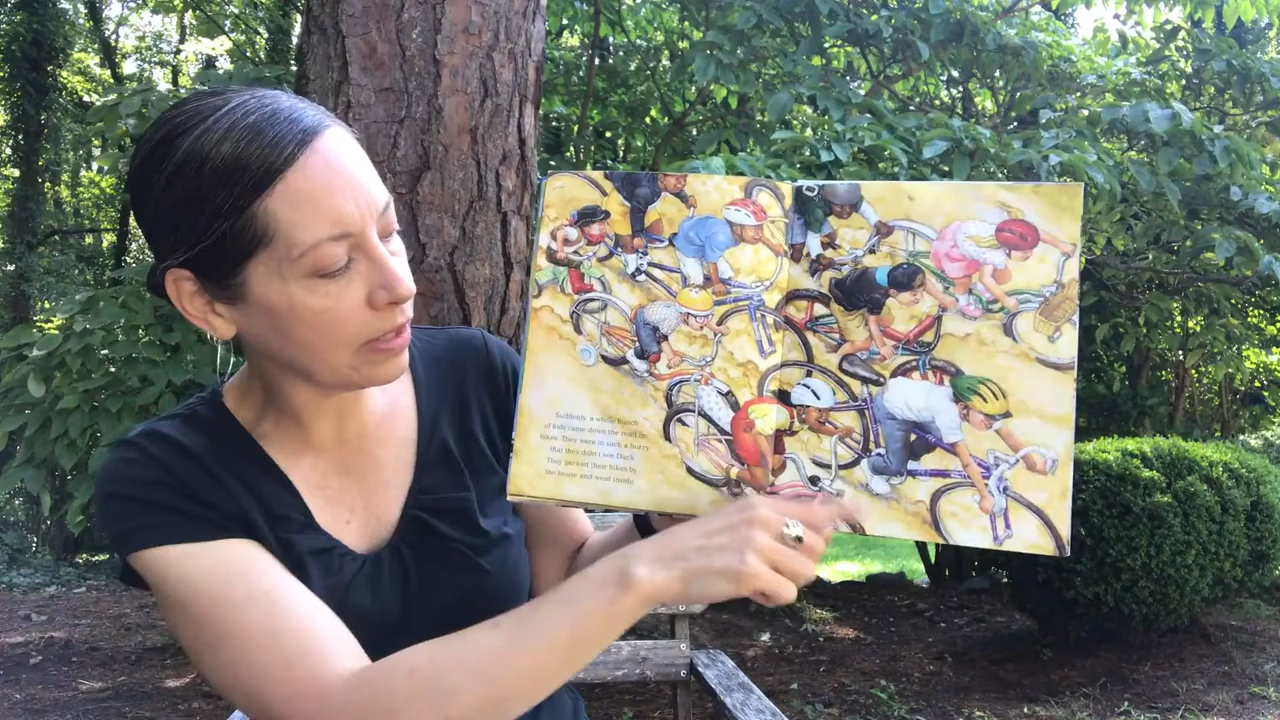 Suddenly, a whole bunch
of kids came down the road on
bikes. They were in such a hurry
that they didn't see Duck.
They parked their bikes by
the house and went inside.